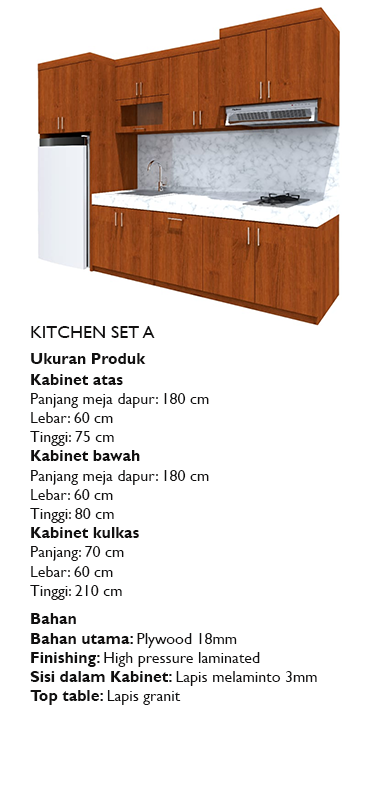 KITCHEN SET A
Ukuran Produk
Kabinet atas
Panjang meja dapur: 180 cm
Lebar: 60 cm
Tinggi: 75 cm
Kabinet bawah
Panjang meja dapur: 180 cm
Lebar: 60 cm
Tinggi: 80 cm
Kabinet kulkas
Panjang: 70 cm
Lebar: 60 cm
Tinggi: 210 cm
Bahan
Bahan utama: Plywood 18mm
Finishing: High pressure laminated
Sisi dalam Kabinet: Lapis melaminto 3mm
Top table: Lapis granit